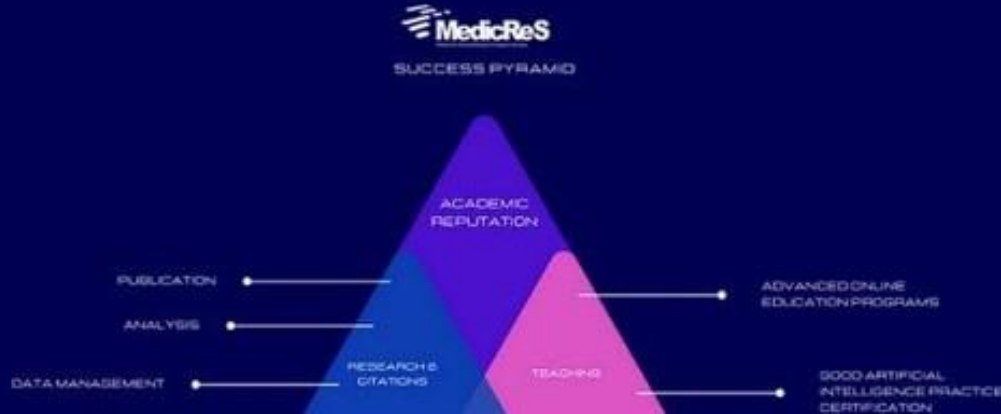 MedicReS
SUCCESS PYRAMID
ACADEMIC
REPUTATION
PUBLICATION
ANALYSIS
DATA MANAGEMENT
RESEARCH &
CITATIONS
TEACHING
ADVANCED ONLINE
EDUCATION PROGRAMS
GOOD ARTIFICIAL
INTELLIGENCE PRACTICE
CERTIFICATION